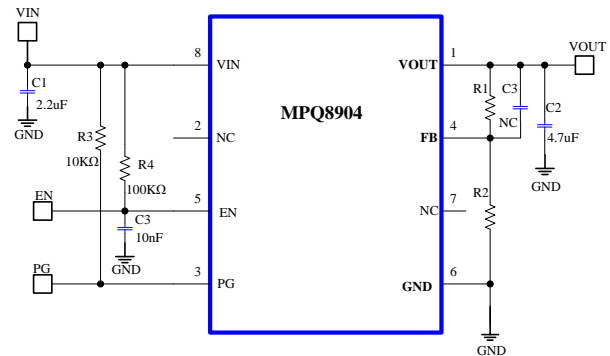 VIN
8
VIN
VOUT
1
VOUT
C1
2.2uF
GND
MPQ8904
R1
C3
NC
C2
4.7uF
R3
10KΩ
2
NC
4
FB
R4
100KΩ
GND
EN
5
EN
NC
7
R2
C3
10nF
GND
PG
3
PG
GND
6
GND